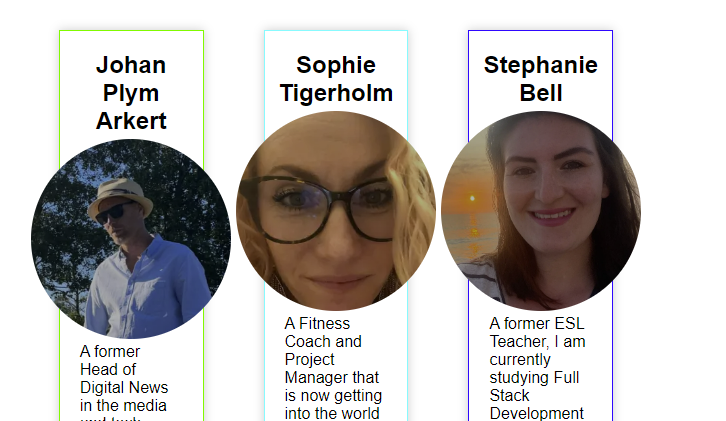 Johan
Plym
Arkert
A former
Head of
Digital News
in the media
Sophie
Tigerholm
A Fitness
Coach and
Project
Manager that
is now getting
into the world
Stephanie
Bell
A former ESL
Teacher, I am
currently
studying Full
Stack
Development